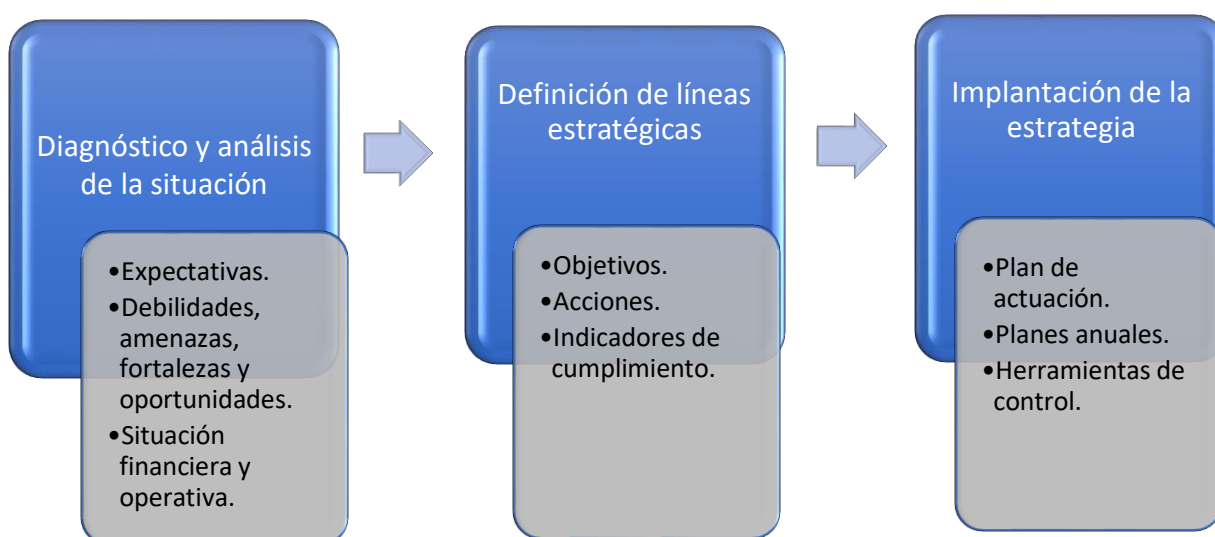 Diagnóstico y análisis
de la situación
•Expectativas.
•Debilidades,
amenazas,
fortalezas y
oportunidades.
•Situación
financiera y
operativa.
Definición de líneas
estratégicas
•Objetivos.
•Acciones.
•Indicadores de
cumplimiento.
Implantación de la
estrategia
•Plan de
actuación.
•Planes anuales.
•Herramientas de
control.